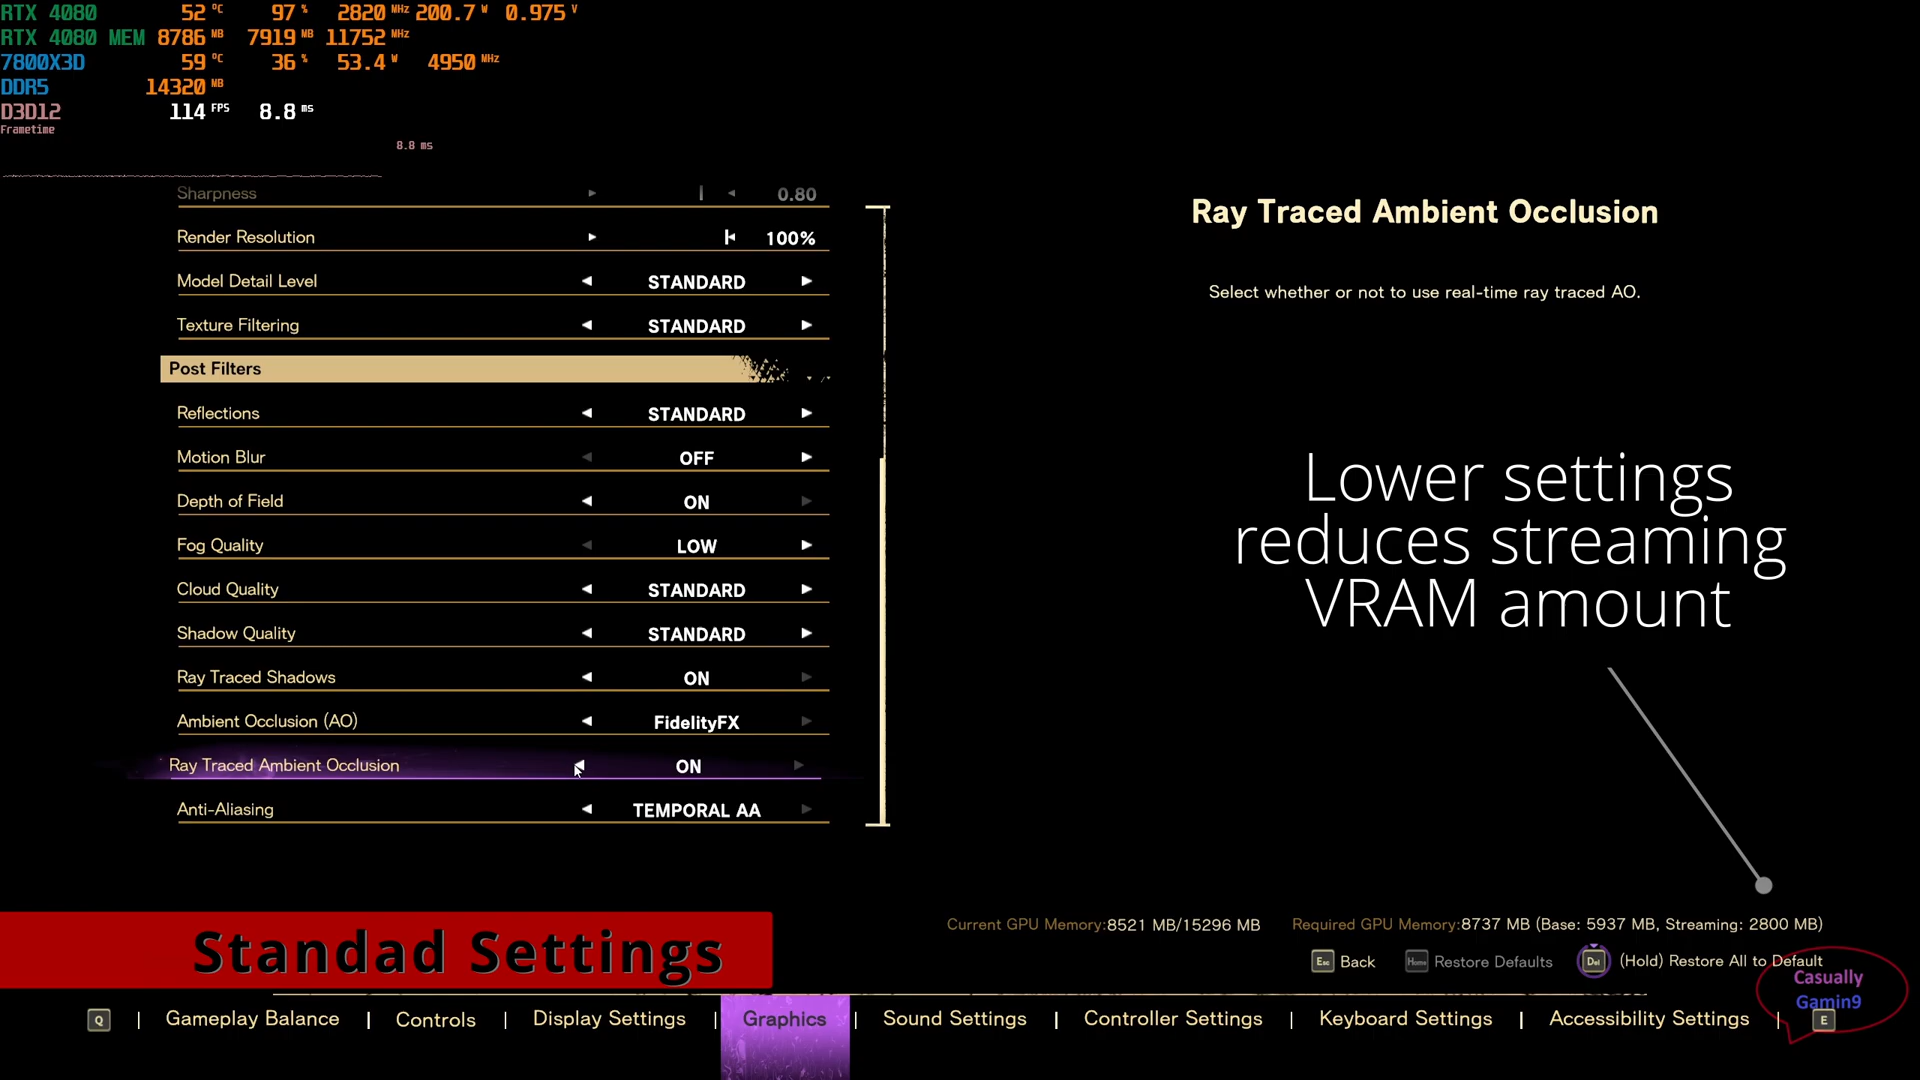 RTX 4080 52 °C 97 % 2820 MHz 200.7 W 0.975 V
RTX 4080 MEM 8786 MB 7919 MB 11752 MHz
7800X3D 59 °C 36 % 53.4 W 4950 MHz
DDR5 14320 MB
D3D12 114 FPS 8.8 ms
Frametime
8.8 ms
Sharpness 0.80
Render Resolution 100%
Model Detail Level STANDARD
Texture Filtering STANDARD
Post Filters
Reflections STANDARD
Motion Blur OFF
Depth of Field ON
Fog Quality LOW
Cloud Quality STANDARD
Shadow Quality STANDARD
Ray Traced Shadows ON
Ambient Occlusion (AO) FidelityFX
Ray Traced Ambient Occlusion ON
Anti-Aliasing TEMPORAL AA
Ray Traced Ambient Occlusion
Select whether or not to use real-time ray traced AO.
Lower settings
reduces streaming
VRAM amount
Standad Settings
Current GPU Memory:8521 MB/15296 MB Required GPU Memory:8737 MB (Base: 5937 MB, Streaming: 2800 MB)
Esc Back Home Restore Defaults Del (Hold) Restore All to Default
Casually
Gamin9
Q | Gameplay Balance | Controls | Display Settings | Graphics | Sound Settings | Controller Settings | Keyboard Settings | Accessibility Settings | E